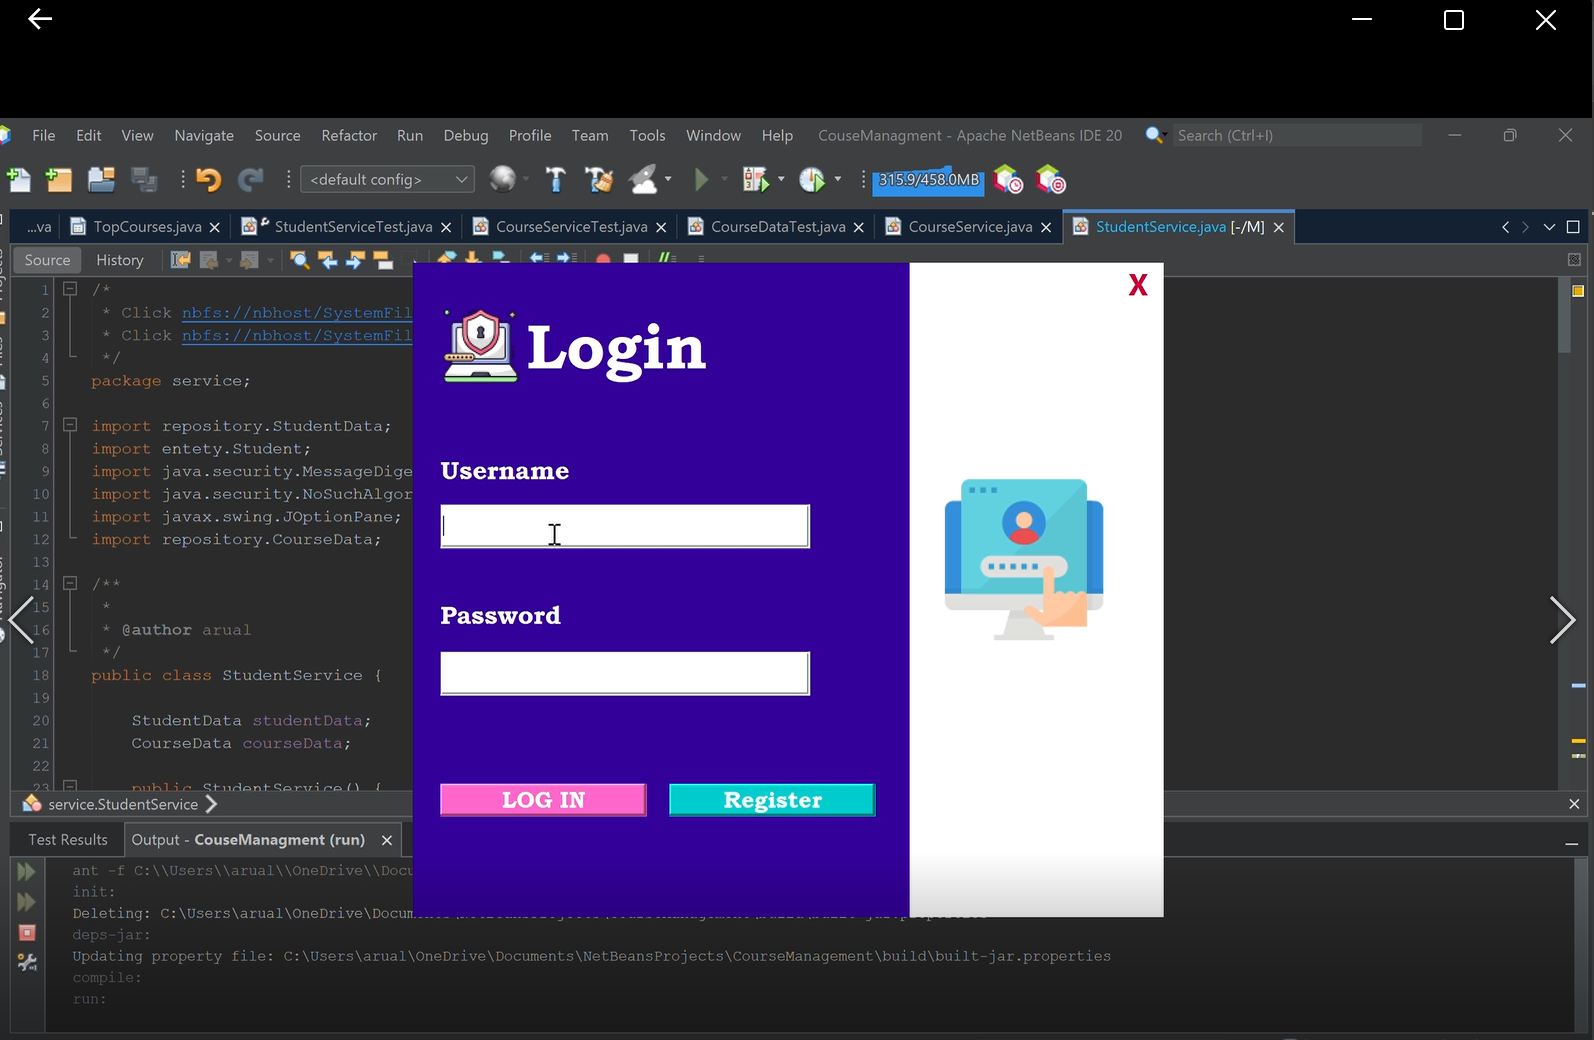 File Edit View Navigate Source Refactor Run Debug Profile Team Tools Window Help CouseManagment - Apache NetBeans IDE 20 Search (Ctrl+I)
<default config> 315.9/458.0MB
...va TopCourses.java StudentServiceTest.java CourseServiceTest.java CourseDataTest.java CourseService.java StudentService.java [-/M]
Source History
X
1 /*
2 * Click nbfs://nbhost/SystemFil
3 * Click nbfs://nbhost/SystemFil
4 */
5 package service;
6
7 import repository.StudentData;
8 import entety.Student;
9 import java.security.MessageDige
10 import java.security.NoSuchAlgor
11 import javax.swing.JOptionPane;
12 import repository.CourseData;
13
14 /**
15 *
16 * @author arual
17 */
18 public class StudentService {
19
20 StudentData studentData;
21 CourseData courseData;
22
23 public StudentService() {
Login
Username
Password
LOG IN Register
service.StudentService
Test Results Output - CouseManagment (run)
ant -f C:\\Users\\arual\\OneDrive\\Docu
init:
Deleting: C:\Users\arual\OneDrive\Docum
deps-jar:
Updating property file: C:\Users\arual\OneDrive\Documents\NetBeansProjects\CourseManagement\build\built-jar.properties
compile:
run: